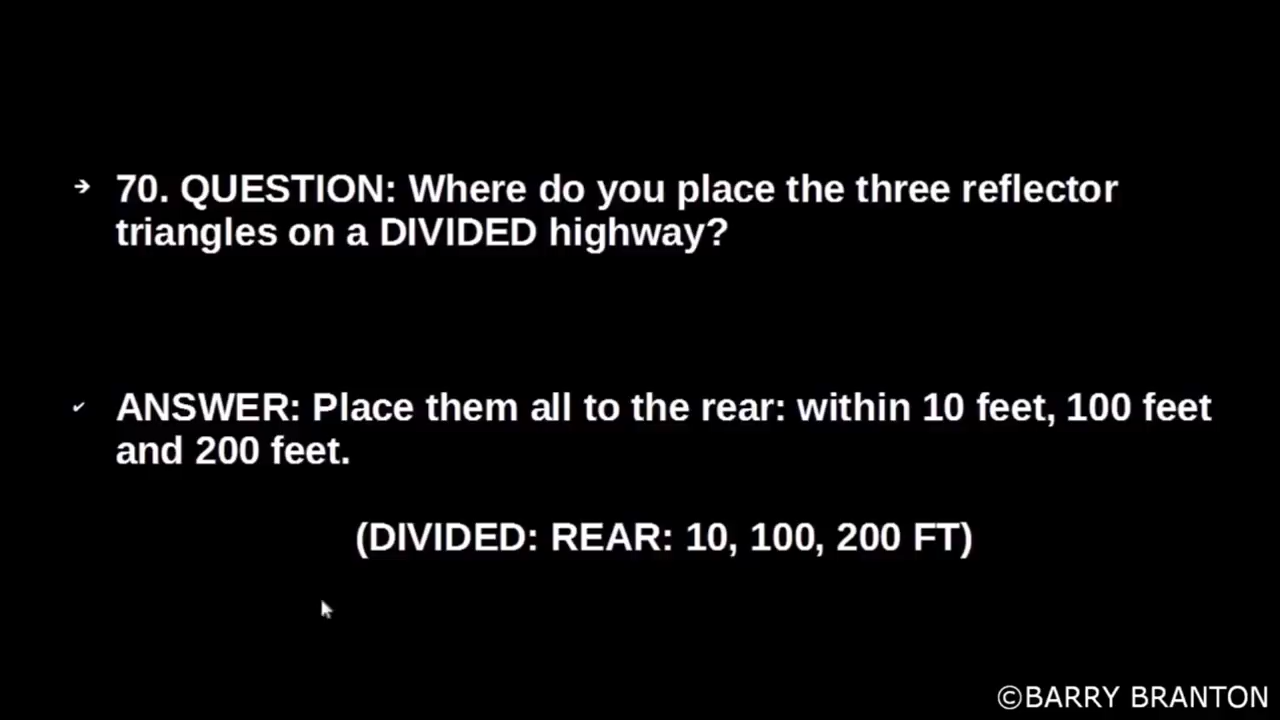 ➔ 70. QUESTION: Where do you place the three reflector
triangles on a DIVIDED highway?
✔ ANSWER: Place them all to the rear: within 10 feet, 100 feet
and 200 feet.
(DIVIDED: REAR: 10, 100, 200 FT)
©BARRY BRANTON